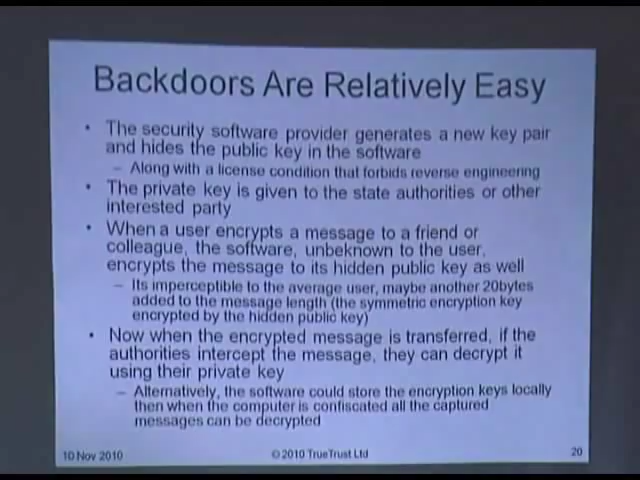 Backdoors Are Relatively Easy
• The security software provider generates a new key pair
and hides the public key in the software
– Along with a license condition that forbids reverse engineering
• The private key is given to the state authorities or other
interested party
• When a user encrypts a message to a friend or
colleague, the software, unbeknown to the user,
encrypts the message to its hidden public key as well
– Its imperceptible to the average user, maybe another 20bytes
added to the message length (the symmetric encryption key
encrypted by the hidden public key)
• Now when the encrypted message is transferred, if the
authorities intercept the message, they can decrypt it
using their private key
– Alternatively, the software could store the encryption keys locally
then when the computer is confiscated all the captured
messages can be decrypted
10 Nov 2010 © 2010 TrueTrust Ltd 20